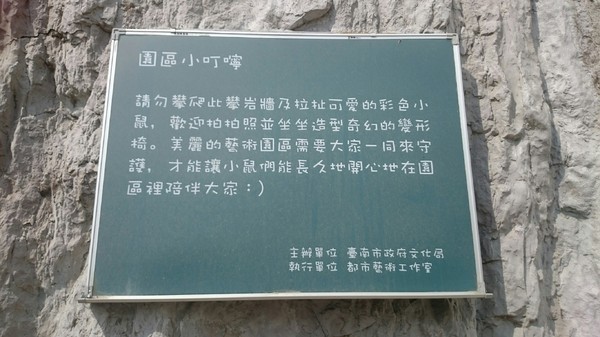 園區小叮嚀
請勿攀爬此攀岩牆及拉扯可愛的彩色小
鼠，歡迎拍拍照並坐坐造型奇幻的變形
椅。美麗的藝術園區需要大家一同來守
護，才能讓小鼠們能長久地開心地在園
區裡陪伴大家：）
主辦單位 臺南市政府文化局
執行單位 都市藝術工作室